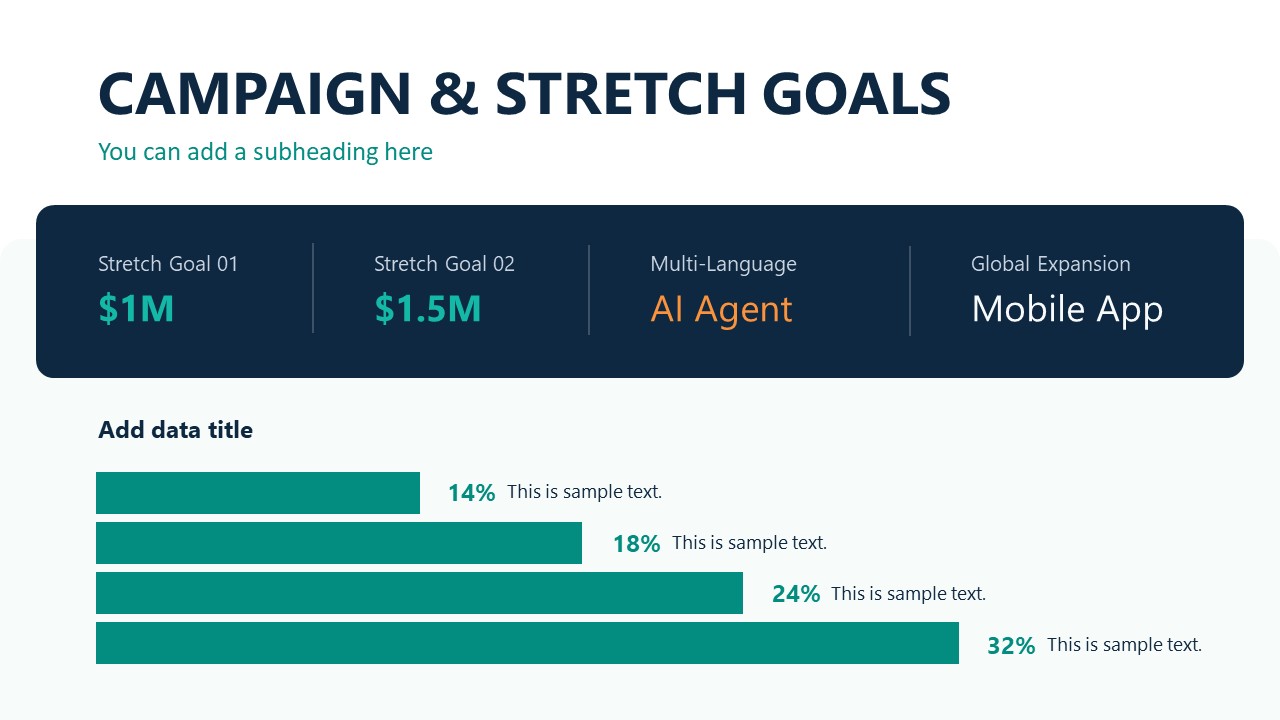 CAMPAIGN & STRETCH GOALS
You can add a subheading here
Stretch Goal 01
$1M
Stretch Goal 02
$1.5M
Multi-Language
AI Agent
Global Expansion
Mobile App
Add data title
14% This is sample text.
18% This is sample text.
24% This is sample text.
32% This is sample text.